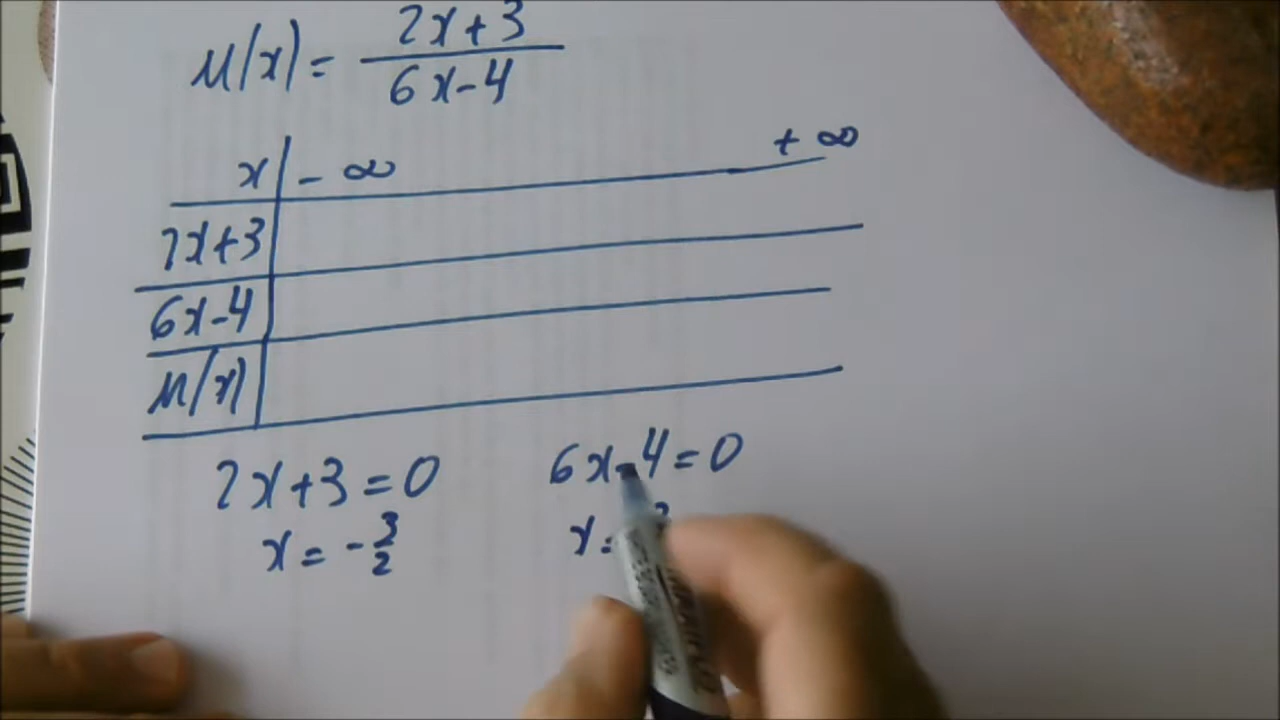 μ(x) = (2x+3)/(6x-4)
x | -∞ +∞
2x+3
6x-4
μ(x)
2x+3=0 6x-4=0
x = -3/2 x =